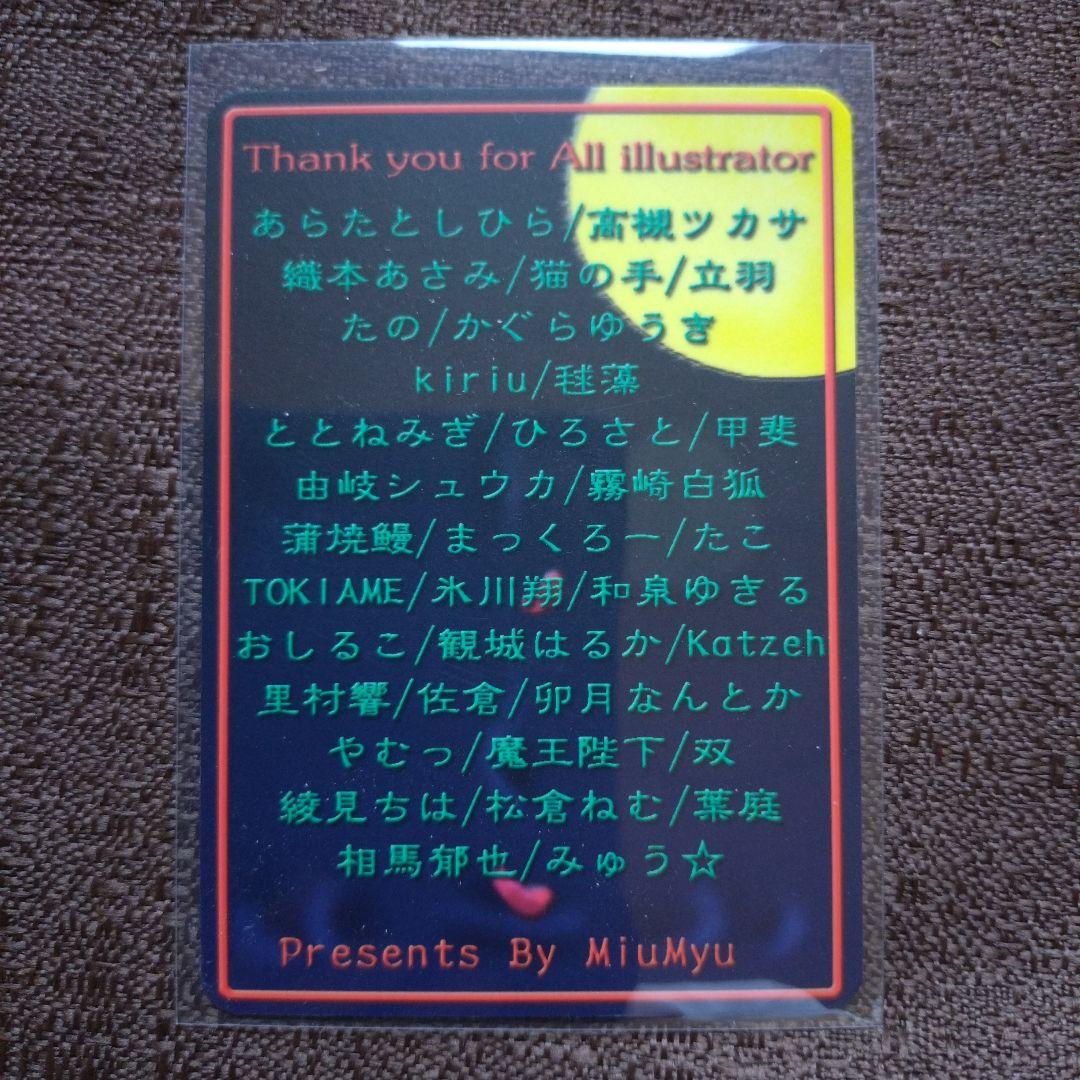 Thank you for All illustrator
あらたとしひら/高槻ツカサ
織本あさみ/猫の手/立羽
たの/かぐらゆうき
kiriu/毬藻
ととねみぎ/ひろさと/甲斐
由岐シュウカ/霧崎白狐
蒲焼鰻/まっくろー/たこ
TOKIAME/氷川翔/和泉ゆきる
おしるこ/観城はるか/Katzeh
里村響/佐倉/卯月なんとか
やむっ/魔王陛下/双
綾見ちは/松倉ねむ/葉庭
相馬郁也/みゅう☆
Presents By MiuMyu